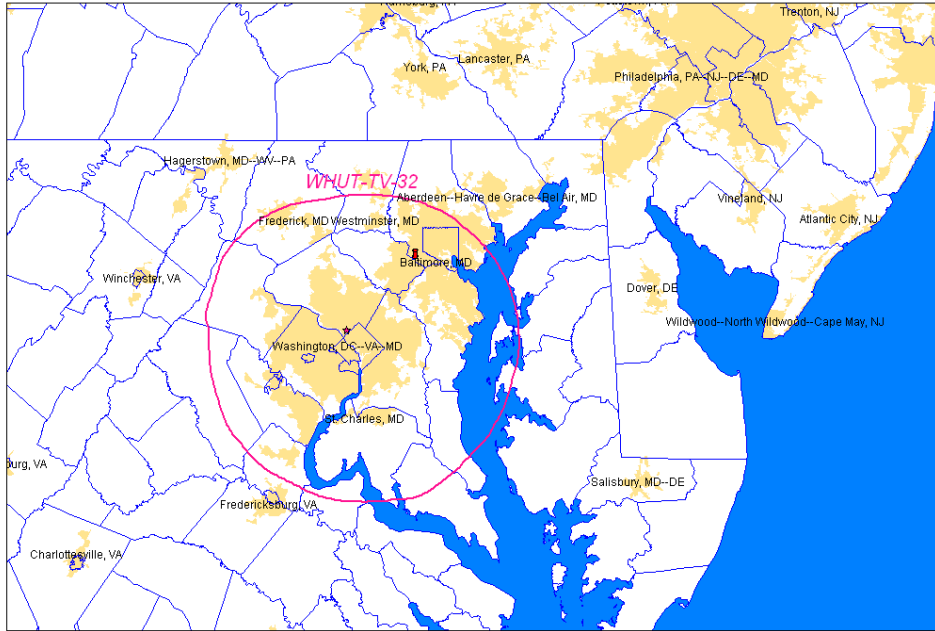 Trenton, NJ
York, PA
Lancaster, PA
Philadelphia, PA--NJ--DE--MD
Hagerstown, MD--WV--PA
WHUT-TV-32
Aberdeen--Havre de Grace--Bel Air, MD
Vineland, NJ
Frederick, MD
Westminster, MD
Atlantic City, NJ
Baltimore, MD
Winchester, VA
Dover, DE
Wildwood--North Wildwood--Cape May, NJ
Washington, DC--VA--MD
St. Charles, MD
burg, VA
Salisbury, MD--DE
Fredericksburg, VA
Charlottesville, VA